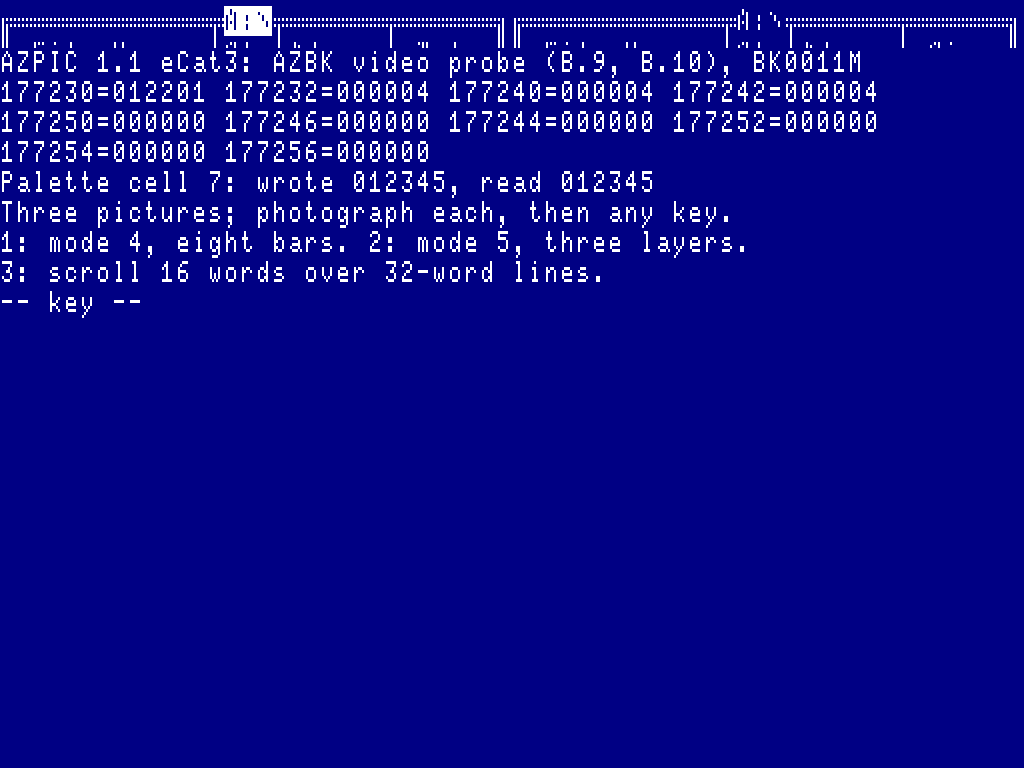 AZPIC 1.1 eCat3: AZBK video probe (B.9, B.10), BK0011M
177230=012201 177232=000004 177240=000004 177242=000004
177250=000000 177246=000000 177244=000000 177252=000000
177254=000000 177256=000000
Palette cell 7: wrote 012345, read 012345
Three pictures; photograph each, then any key.
1: mode 4, eight bars. 2: mode 5, three layers.
3: scroll 16 words over 32-word lines.
-- key --